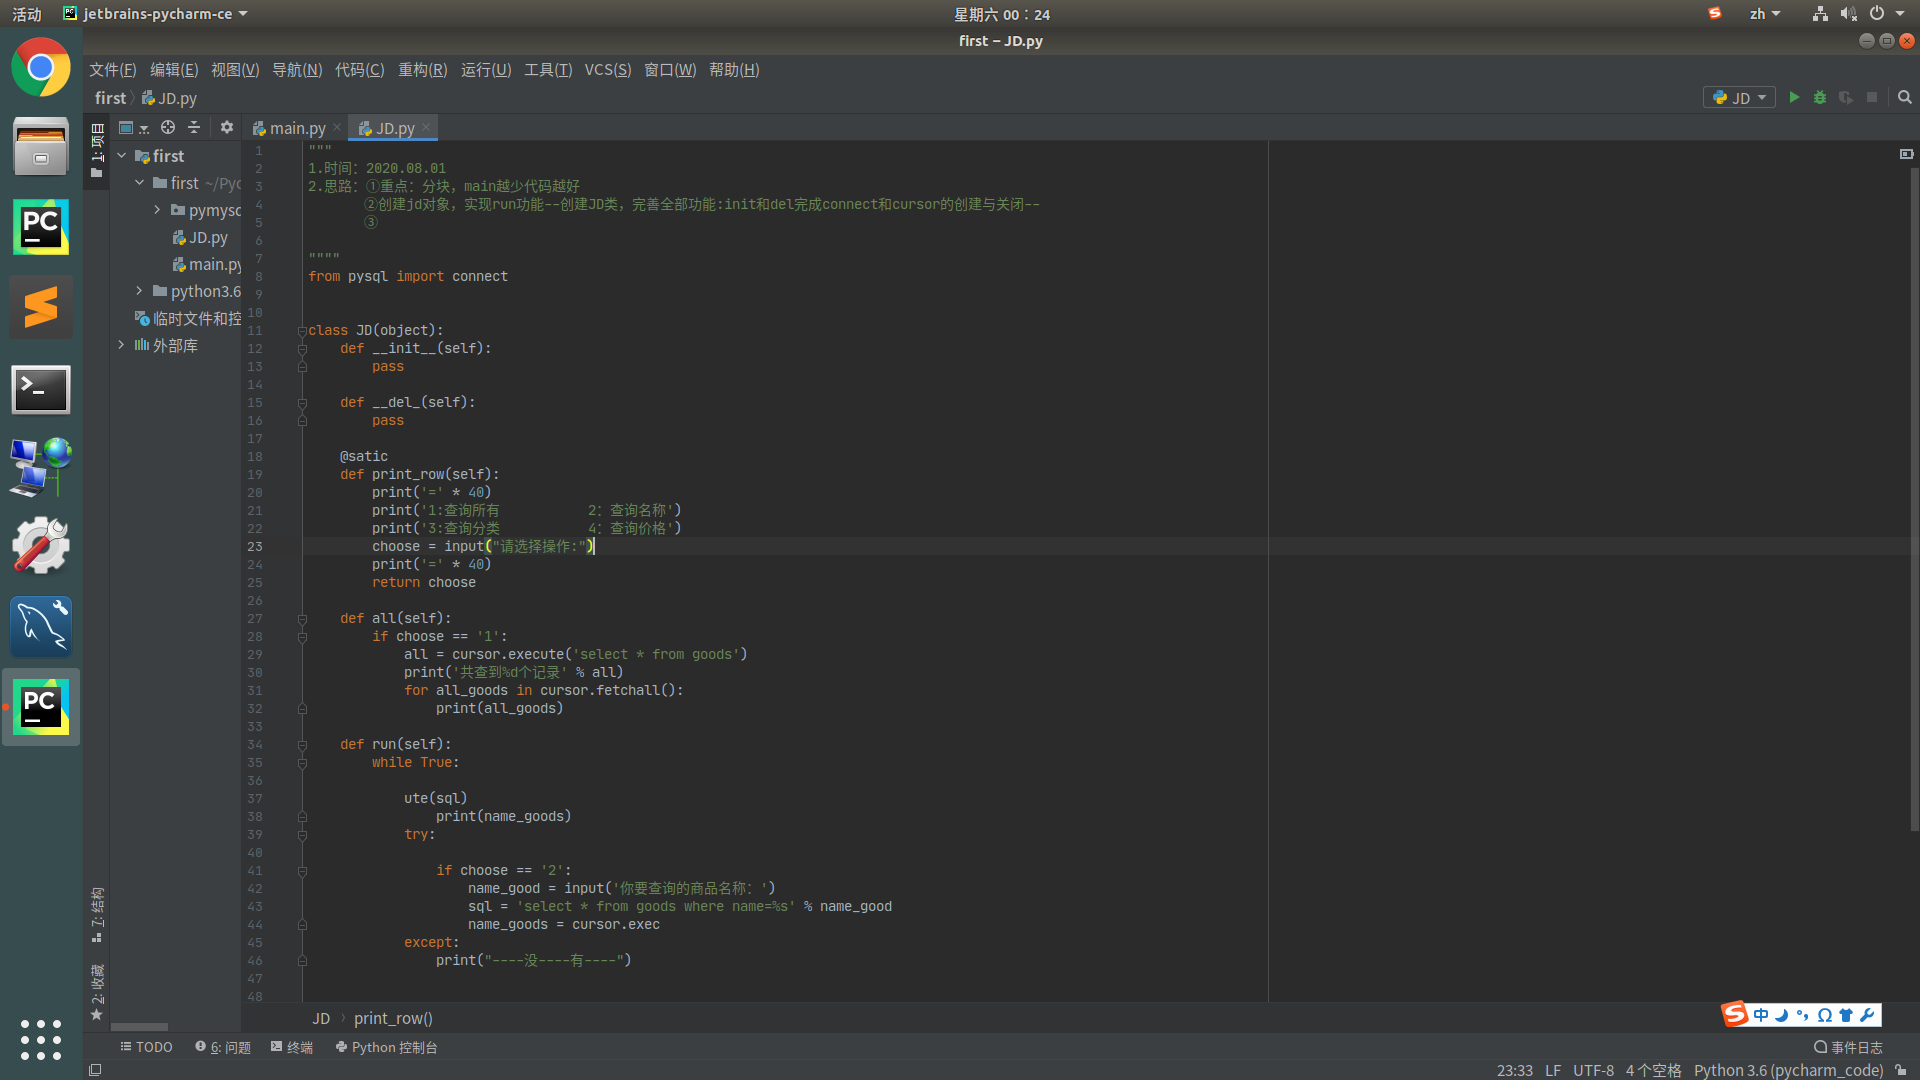 活动 jetbrains-pycharm-ce 星期六 00：24 zh
first – JD.py
文件(F) 编辑(E) 视图(V) 导航(N) 代码(C) 重构(R) 运行(U) 工具(T) VCS(S) 窗口(W) 帮助(H)
first JD.py JD
1: 项目
main.py JD.py
first
first ~/Pyc
pymysq
JD.py
main.py
python3.6
临时文件和控
外部库
7: 结构
2: 收藏
1 """
2 1.时间：2020.08.01
3 2.思路：①重点：分块，main越少代码越好
4 ②创建jd对象，实现run功能--创建JD类，完善全部功能:init和del完成connect和cursor的创建与关闭--
5 ③
6
7 """"
8 from pysql import connect
9
10
11 class JD(object):
12 def __init__(self):
13 pass
14
15 def __del_(self):
16 pass
17
18 @satic
19 def print_row(self):
20 print('=' * 40)
21 print('1:查询所有 2：查询名称')
22 print('3:查询分类 4：查询价格')
23 choose = input("请选择操作:")
24 print('=' * 40)
25 return choose
26
27 def all(self):
28 if choose == '1':
29 all = cursor.execute('select * from goods')
30 print('共查到%d个记录' % all)
31 for all_goods in cursor.fetchall():
32 print(all_goods)
33
34 def run(self):
35 while True:
36
37 ute(sql)
38 print(name_goods)
39 try:
40
41 if choose == '2':
42 name_good = input('你要查询的商品名称：')
43 sql = 'select * from goods where name=%s' % name_good
44 name_goods = cursor.exec
45 except:
46 print("----没----有----")
47
48
JD print_row()
中
TODO 6: 问题 终端 Python 控制台 事件日志
23:33 LF UTF-8 4 个空格 Python 3.6 (pycharm_code)